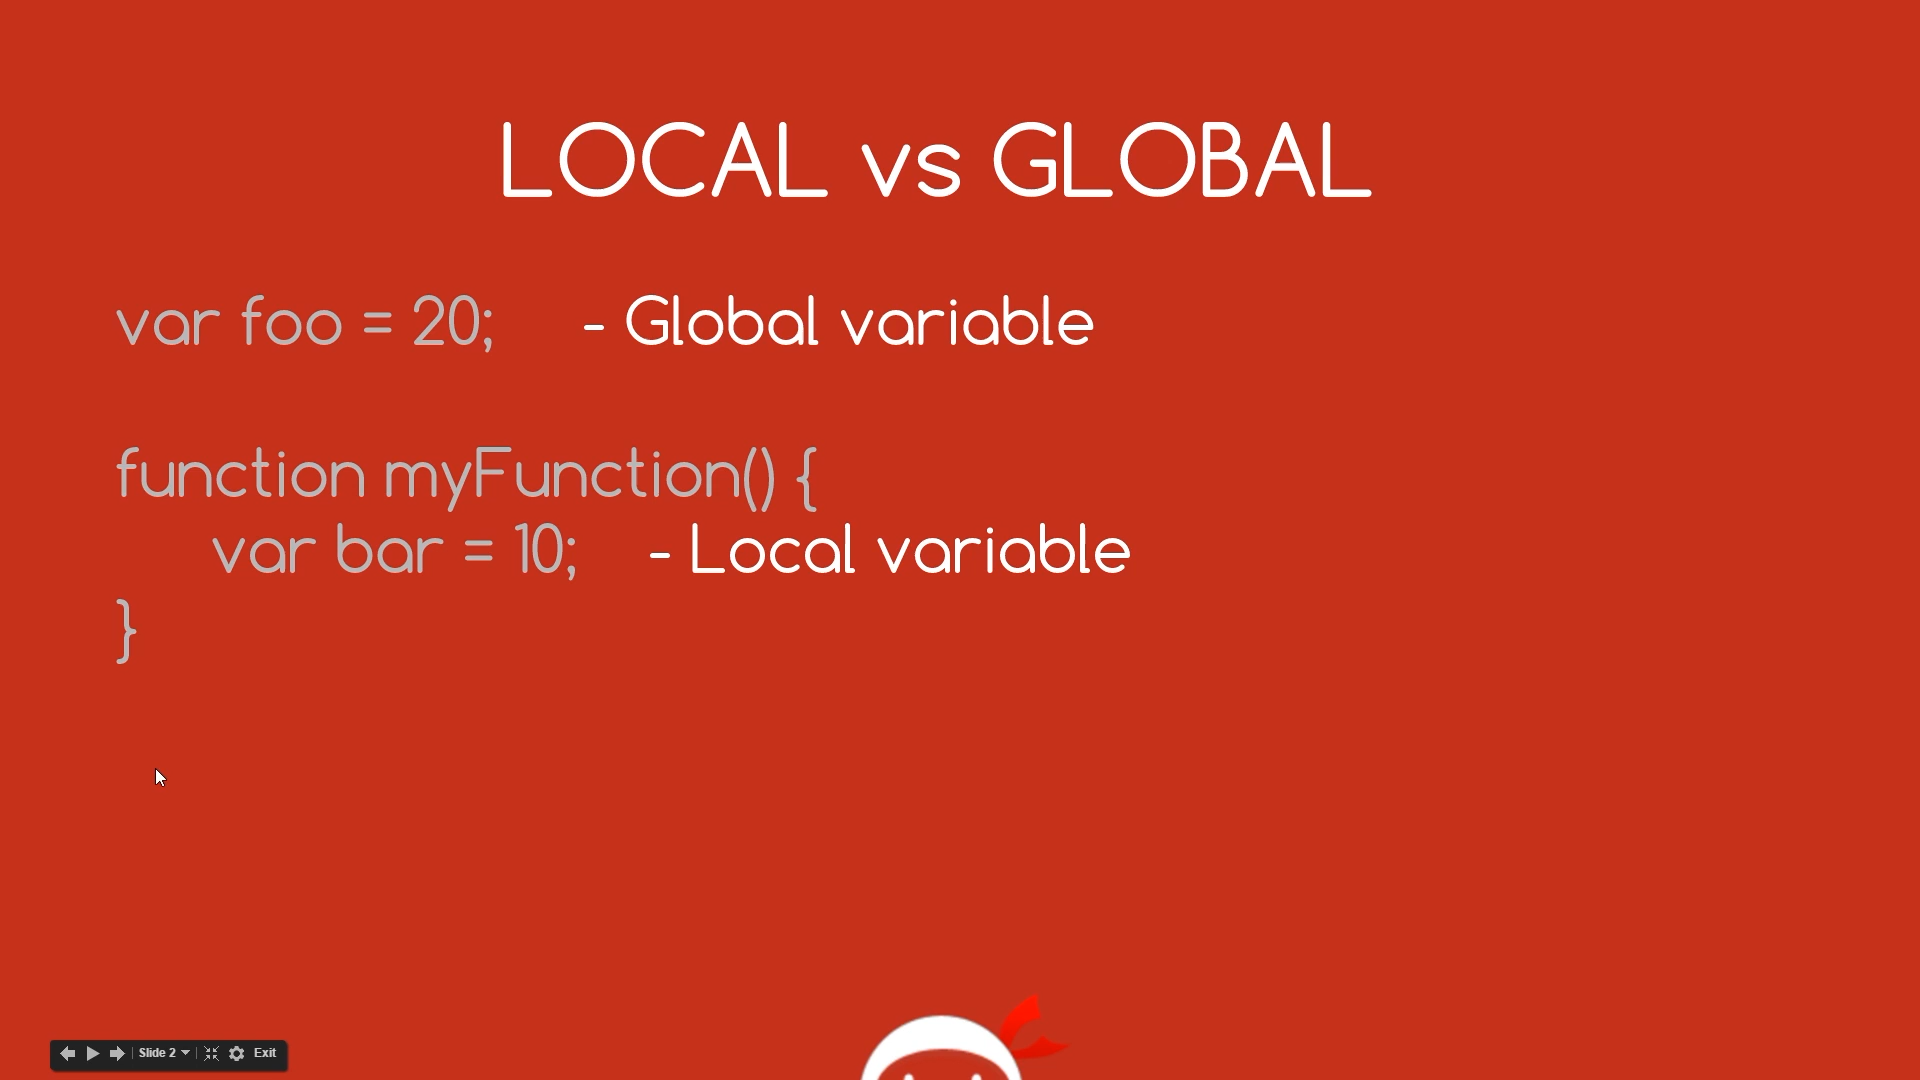 LOCAL vs GLOBAL
var foo = 20; - Global variable
function myFunction() {
var bar = 10; - Local variable
}
Slide 2 Exit